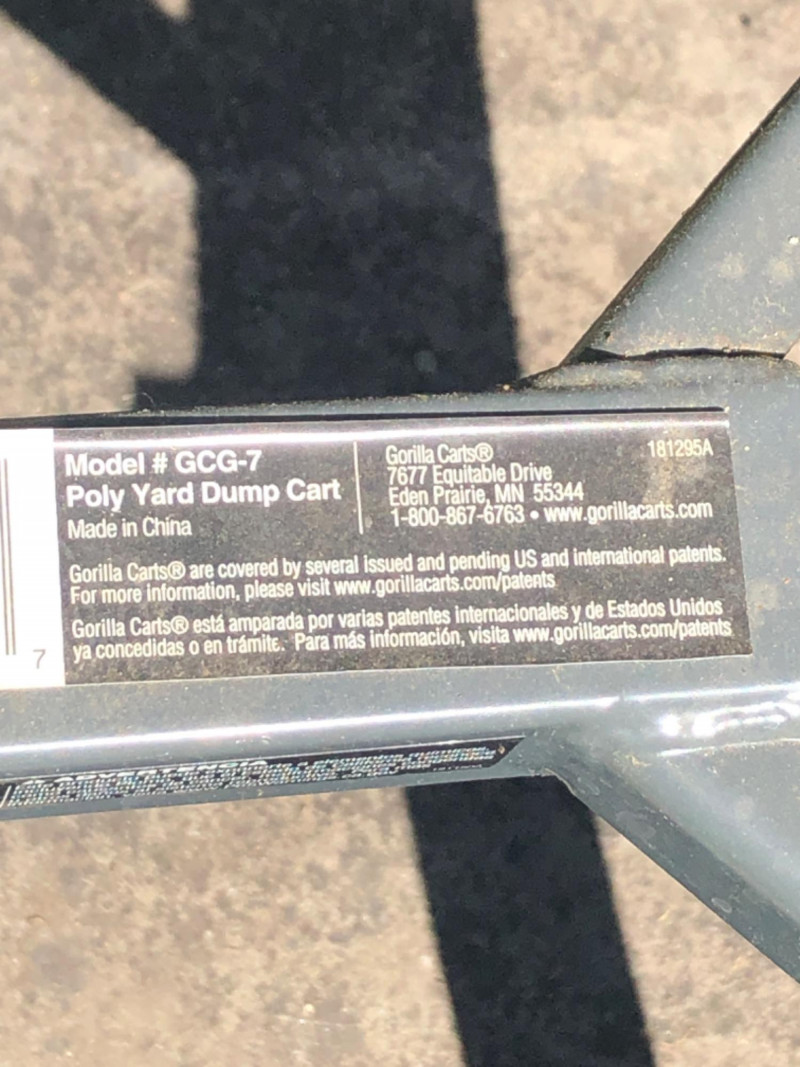 Model # GCG-7
Poly Yard Dump Cart
Made in China
Gorilla Carts®
7677 Equitable Drive
Eden Prairie, MN 55344
1-800-867-6763 • www.gorillacarts.com
181295A
Gorilla Carts® are covered by several issued and pending US and international patents.
For more information, please visit www.gorillacarts.com/patents
Gorilla Carts® está amparada por varias patentes internacionales y de Estados Unidos
ya concedidas o en trámite. Para más información, visita www.gorillacarts.com/patents
7